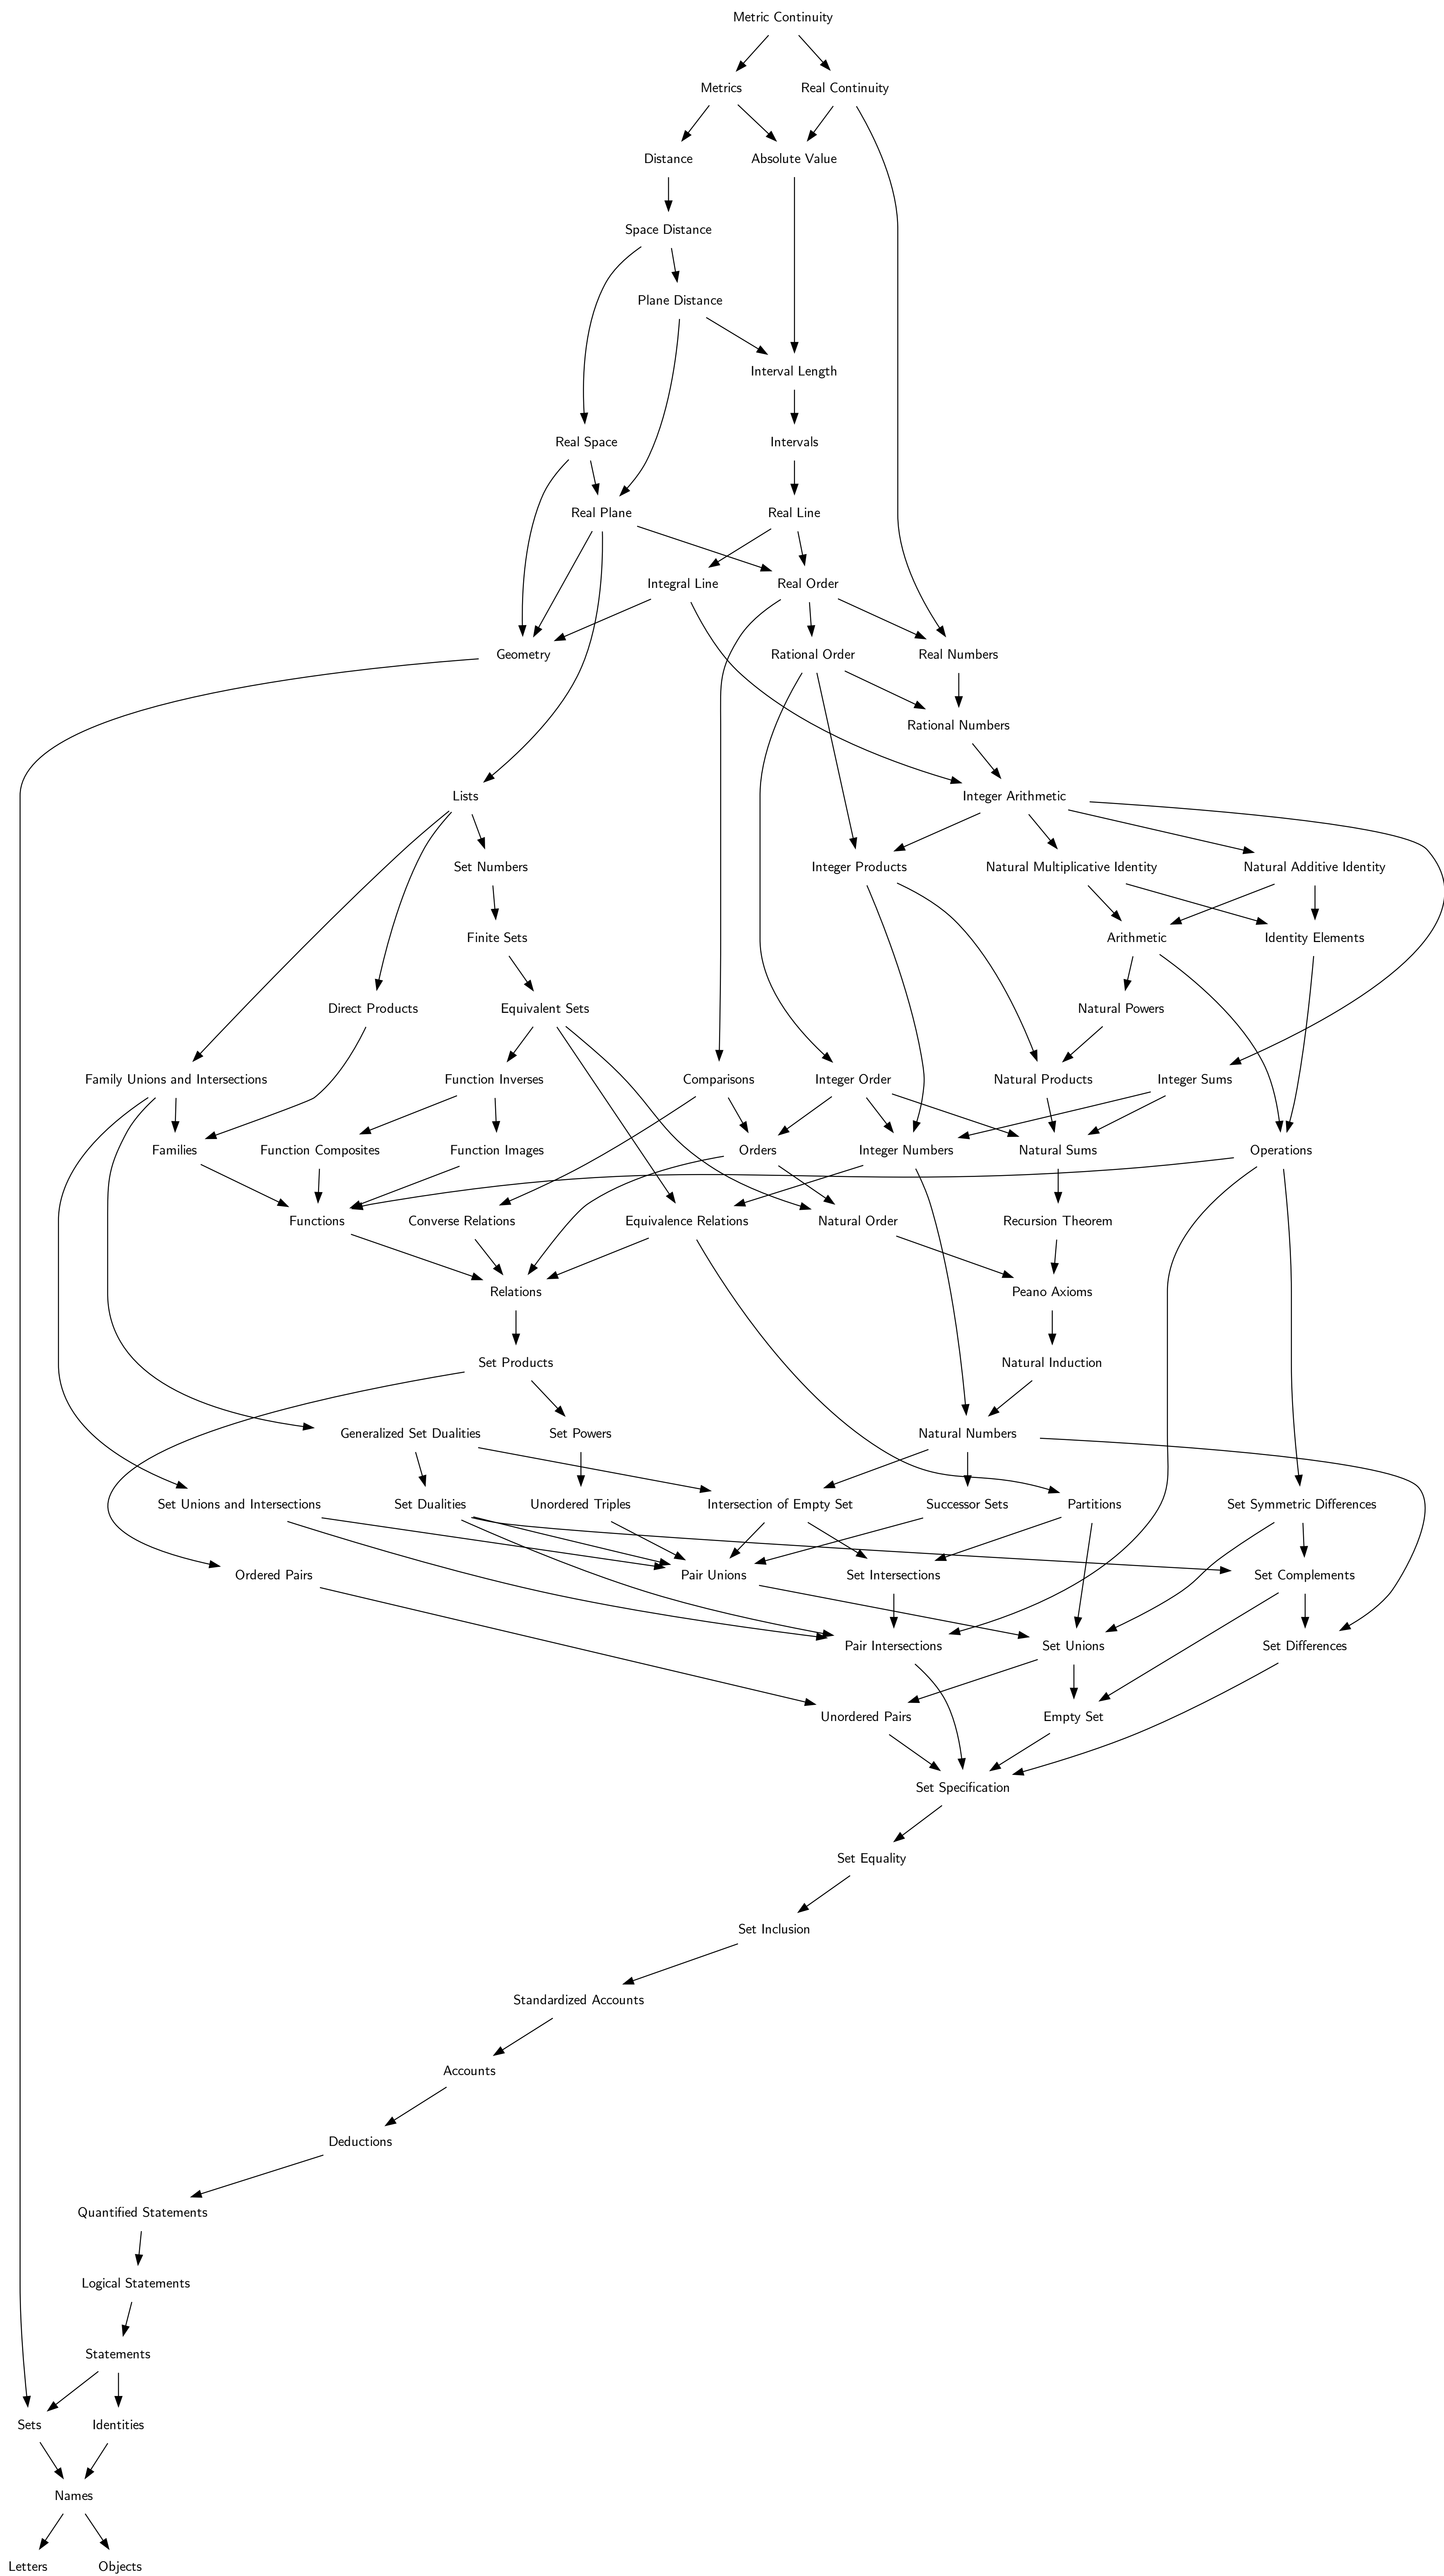 Metric Continuity
Metrics
Real Continuity
Distance
Absolute Value
Space Distance
Plane Distance
Interval Length
Real Space
Intervals
Real Plane
Real Line
Integral Line
Real Order
Geometry
Rational Order
Real Numbers
Rational Numbers
Lists
Integer Arithmetic
Set Numbers
Integer Products
Natural Multiplicative Identity
Natural Additive Identity
Finite Sets
Arithmetic
Identity Elements
Direct Products
Equivalent Sets
Natural Powers
Family Unions and Intersections
Function Inverses
Comparisons
Integer Order
Natural Products
Integer Sums
Families
Function Composites
Function Images
Orders
Integer Numbers
Natural Sums
Operations
Functions
Converse Relations
Equivalence Relations
Natural Order
Recursion Theorem
Relations
Peano Axioms
Set Products
Natural Induction
Generalized Set Dualities
Set Powers
Natural Numbers
Set Unions and Intersections
Set Dualities
Unordered Triples
Intersection of Empty Set
Successor Sets
Partitions
Set Symmetric Differences
Ordered Pairs
Pair Unions
Set Intersections
Set Complements
Pair Intersections
Set Unions
Set Differences
Unordered Pairs
Empty Set
Set Specification
Set Equality
Set Inclusion
Standardized Accounts
Accounts
Deductions
Quantified Statements
Logical Statements
Statements
Sets
Identities
Names
Letters
Objects